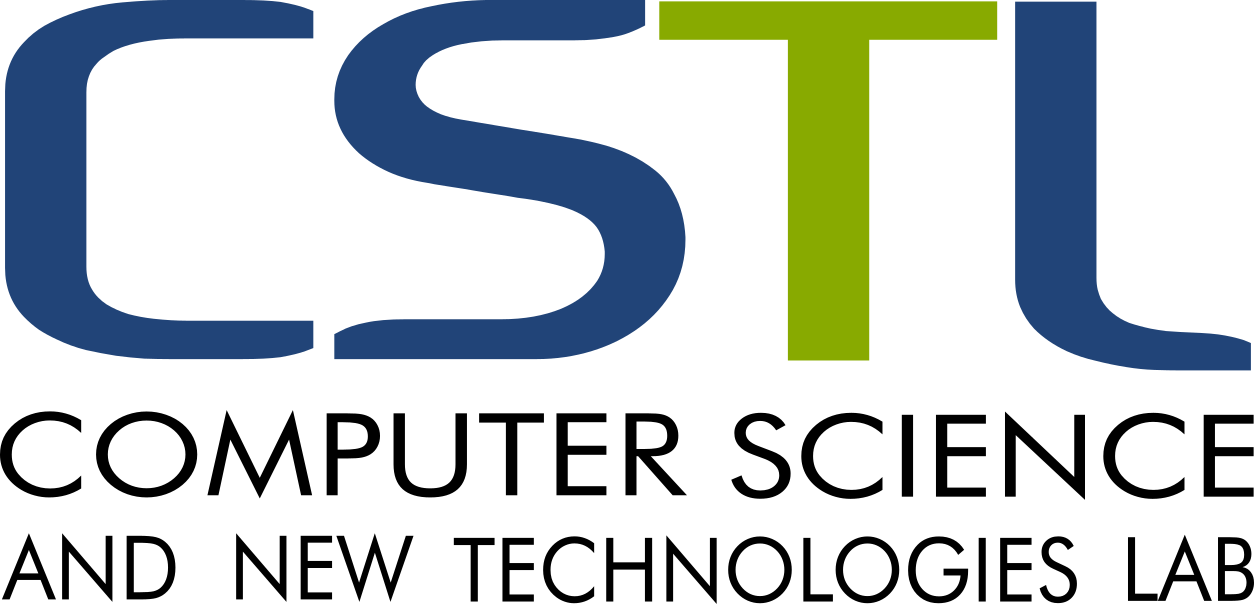 CSTL
COMPUTER SCIENCE
AND NEW TECHNOLOGIES LAB